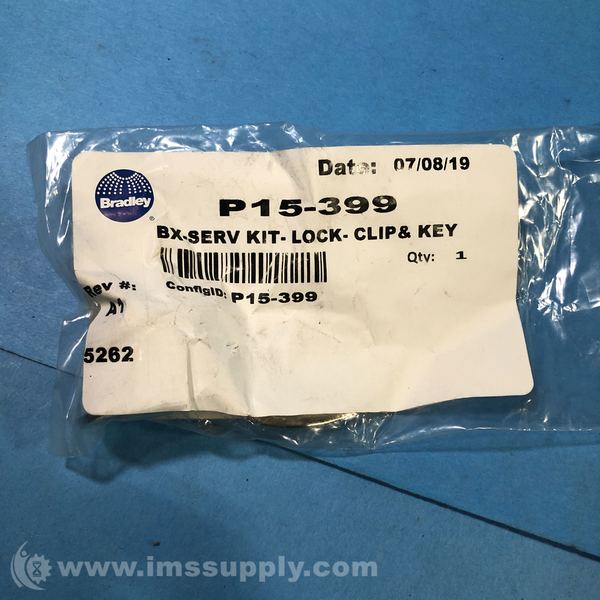 Date: 07/08/19
Bradley
®
P15-399
BX-SERV KIT- LOCK- CLIP& KEY
Qty: 1
Rev #:
ConfigID: P15-399
5262
www.imssupply.com